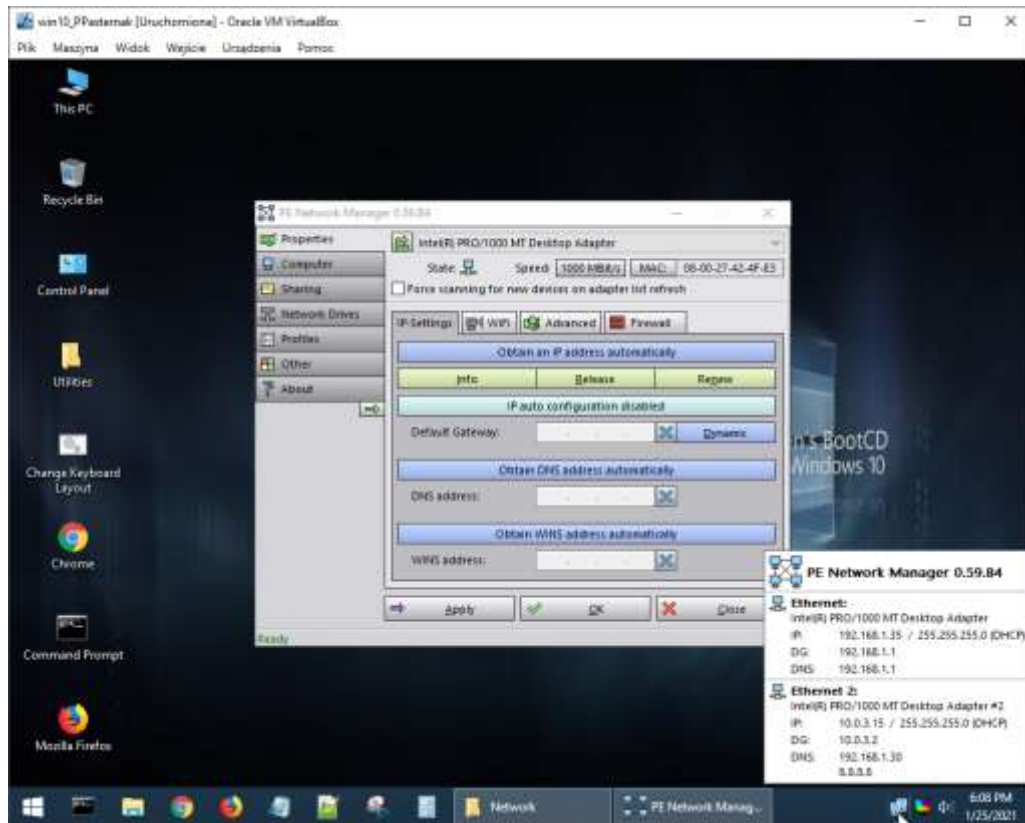 win10_PPasternak [Uruchomiona] - Oracle VM VirtualBox
Plik Maszyna Widok Wejście Urządzenia Pomoc
This PC
Recycle Bin
Control Panel
Utilities
Change Keyboard
Layout
Chrome
Command Prompt
Mozilla Firefox
PE Network Manager 0.59.84
Properties
Computer
Sharing
Network Drives
Profiles
Other
About
Intel(R) PRO/1000 MT Desktop Adapter
State: Speed: 1000 MBit/s MAC: 08-00-27-42-4F-E3
Force scanning for new devices on adapter list refresh
IP-Settings WiFi Advanced Firewall
Obtain an IP address automatically
Info Release Renew
IP auto configuration disabled
Default Gateway: Dynamic
Obtain DNS address automatically
DNS address:
Obtain WINS address automatically
WINS address:
Apply OK Close
Ready
n's BootCD
Windows 10
PE Network Manager 0.59.84
Ethernet:
Intel(R) PRO/1000 MT Desktop Adapter
IP: 192.168.1.35 / 255.255.255.0 (DHCP)
DG: 192.168.1.1
DNS: 192.168.1.1
Ethernet 2:
Intel(R) PRO/1000 MT Desktop Adapter #2
IP: 10.0.3.15 / 255.255.255.0 (DHCP)
DG: 10.0.3.2
DNS: 192.168.1.30
8.8.8.8
Network
PE Network Manag...
6:08 PM
1/25/2021